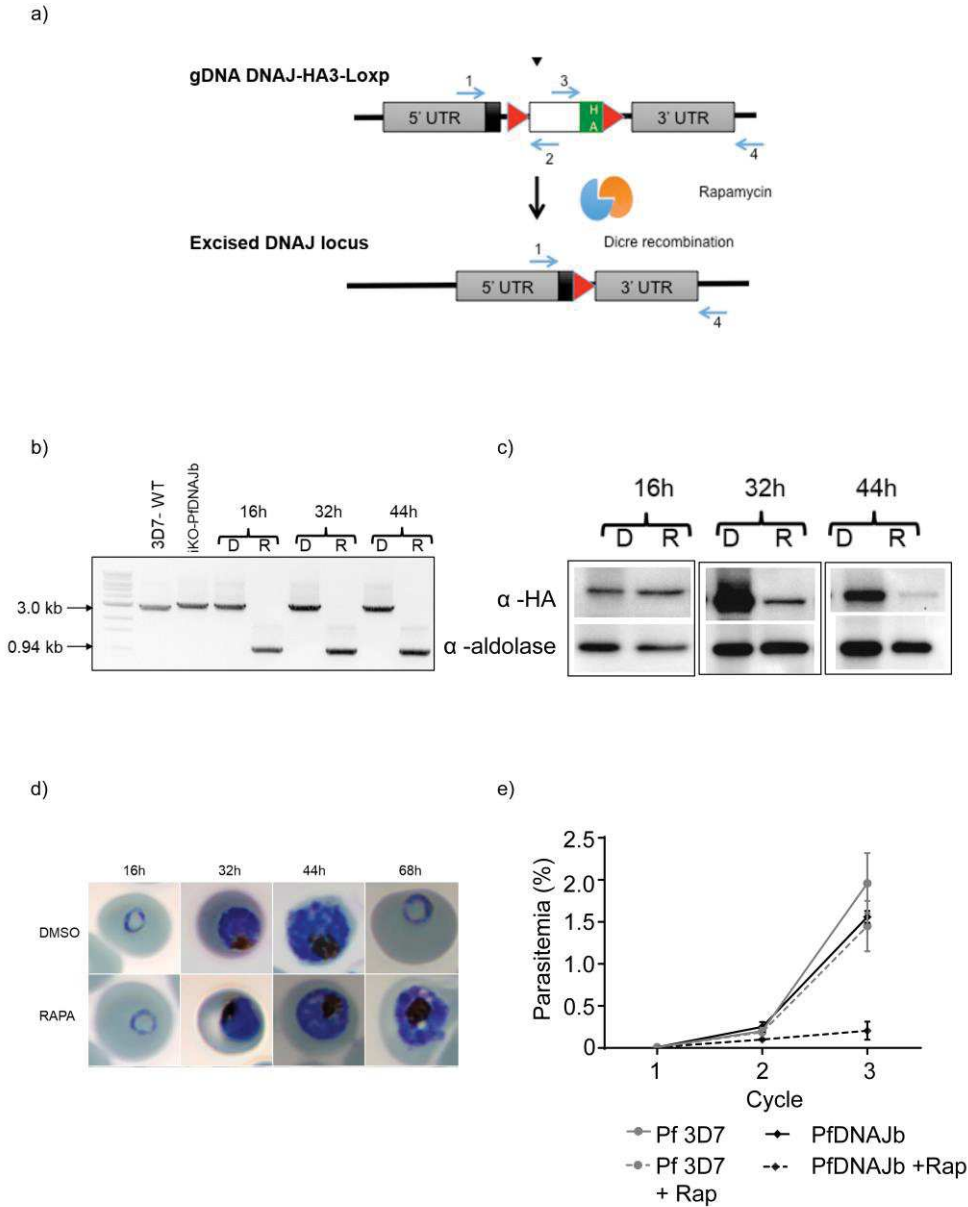 a)
gDNA DNAJ-HA3-Loxp
1
3
5' UTR
H
A
3' UTR
2
4
Rapamycin
Excised DNAJ locus
Dicre recombination
1
5' UTR
3' UTR
4
b)
3D7- WT
iKO-PfDNAJb
16h
32h
44h
D
R
D
R
D
R
3.0 kb
0.94 kb
c)
16h
32h
44h
D
R
D
R
D
R
α -HA
α -aldolase
d)
16h
32h
44h
68h
DMSO
RAPA
e)
2.5
2.0
1.5
1.0
0.5
0
Parasitemia (%)
1
2
3
Cycle
Pf 3D7
PfDNAJb
Pf 3D7
+ Rap
PfDNAJb +Rap